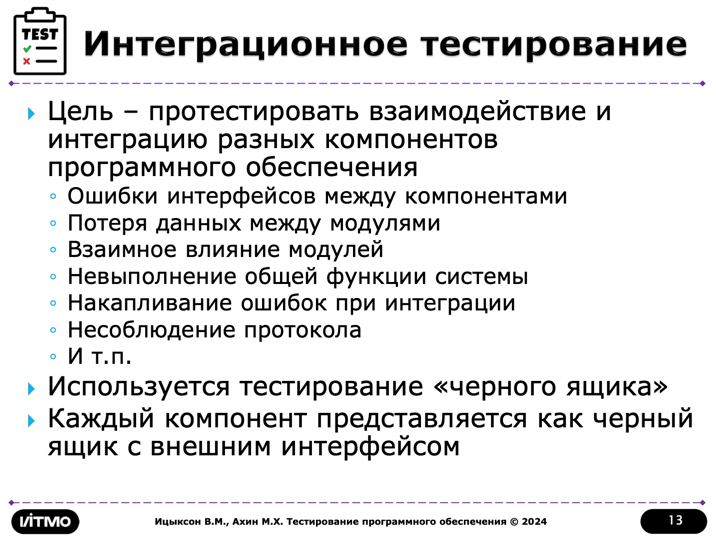 TEST
Интеграционное тестирование
Цель – протестировать взаимодействие и
интеграцию разных компонентов
программного обеспечения
Ошибки интерфейсов между компонентами
Потеря данных между модулями
Взаимное влияние модулей
Невыполнение общей функции системы
Накапливание ошибок при интеграции
Несоблюдение протокола
И т.п.
Используется тестирование «черного ящика»
Каждый компонент представляется как черный
ящик с внешним интерфейсом
ИТМО
Ицыксон В.М., Ахин М.Х. Тестирование программного обеспечения © 2024
13